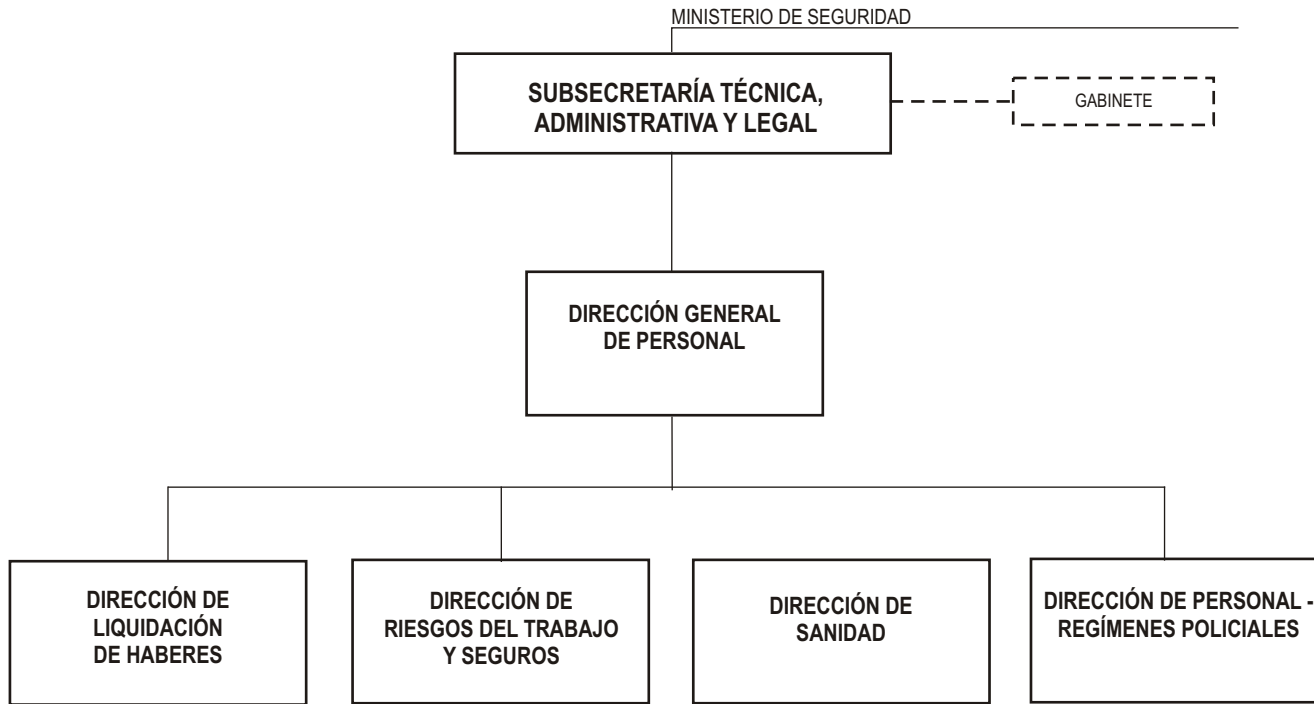 MINISTERIO DE SEGURIDAD
SUBSECRETARÍA TÉCNICA,
ADMINISTRATIVA Y LEGAL
GABINETE
DIRECCIÓN GENERAL
DE PERSONAL
DIRECCIÓN DE
LIQUIDACIÓN
DE HABERES
DIRECCIÓN DE
RIESGOS DEL TRABAJO
Y SEGUROS
DIRECCIÓN DE
SANIDAD
DIRECCIÓN DE PERSONAL -
REGÍMENES POLICIALES